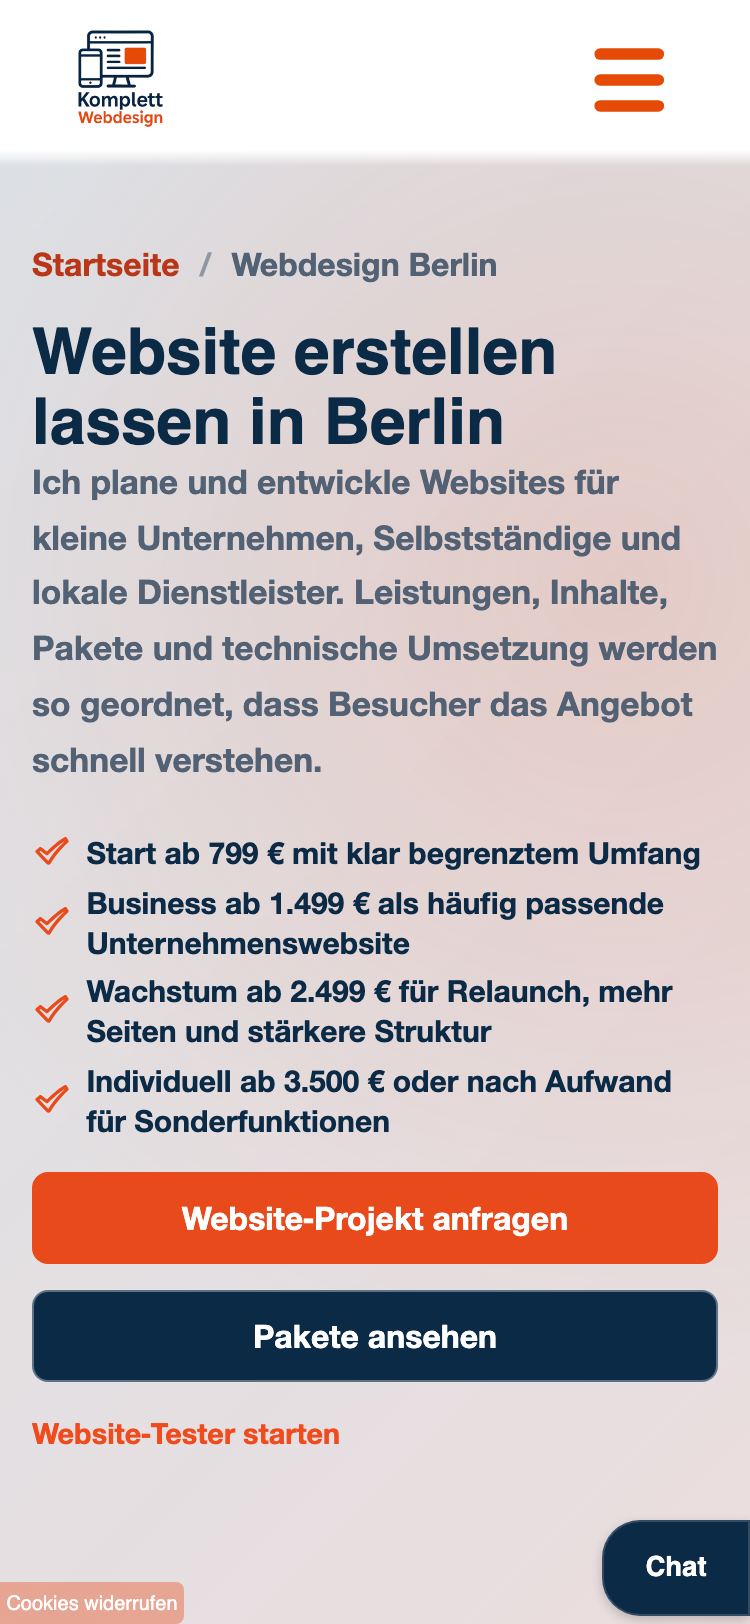 Komplett
Webdesign
Startseite / Webdesign Berlin
Website erstellen
lassen in Berlin
Ich plane und entwickle Websites für
kleine Unternehmen, Selbstständige und
lokale Dienstleister. Leistungen, Inhalte,
Pakete und technische Umsetzung werden
so geordnet, dass Besucher das Angebot
schnell verstehen.
Start ab 799 € mit klar begrenztem Umfang
Business ab 1.499 € als häufig passende
Unternehmenswebsite
Wachstum ab 2.499 € für Relaunch, mehr
Seiten und stärkere Struktur
Individuell ab 3.500 € oder nach Aufwand
für Sonderfunktionen
Website-Projekt anfragen
Pakete ansehen
Website-Tester starten
Chat
Cookies widerrufen